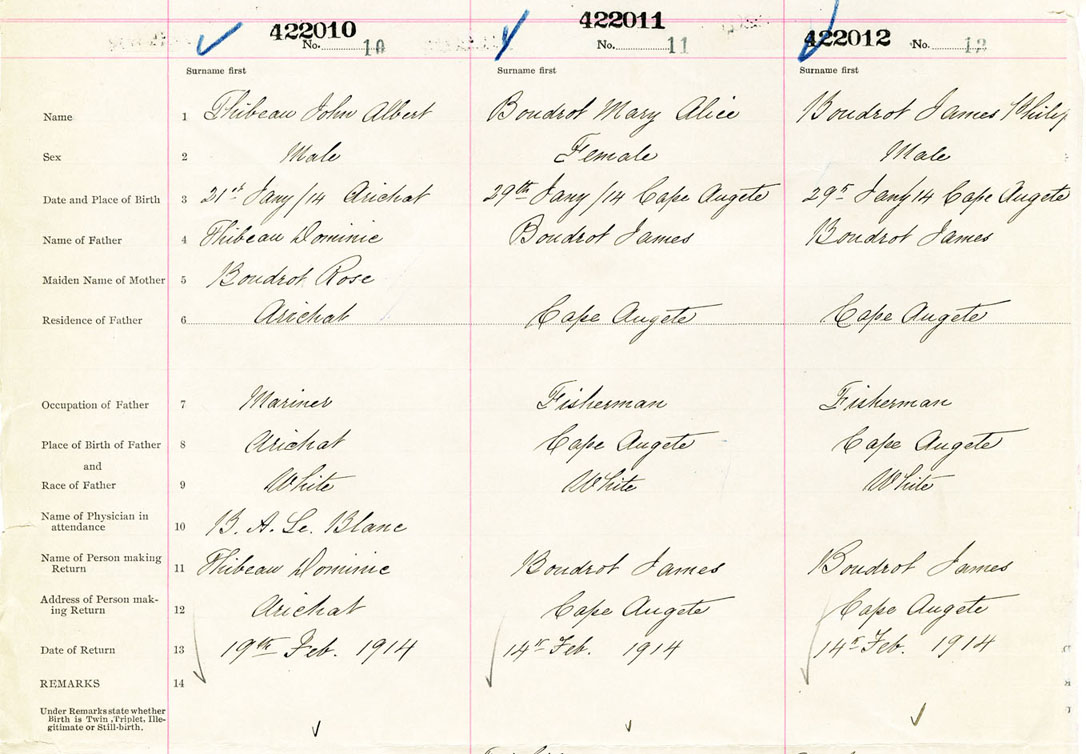 422010 422011 422012
No. 10 No. 11 No. 12
Surname first Surname first Surname first
Name 1 Thibeau John Albert Boudrot Mary Alice Boudrot James Philip
Sex 2 Male Female Male
Date and Place of Birth 3 21st Jany/14 Arichat 29th Jany/14 Cape Augete 29th Jany 14 Cape Augete
Name of Father 4 Thibeau Dominic Boudrot James Boudrot James
Maiden Name of Mother 5 Boudrot Rose
Residence of Father 6 Arichat Cape Augete Cape Augete
Occupation of Father 7 Mariner Fisherman Fisherman
Place of Birth of Father 8 Arichat Cape Augete Cape Augete
and
Race of Father 9 White White White
Name of Physician in
attendance 10 B. A. Le. Blanc
Name of Person making
Return 11 Thibeau Dominic Boudrot James Boudrot James
Address of Person mak-
ing Return 12 Arichat Cape Augete Cape Augete
Date of Return 13 19th Feb. 1914 14th Feb. 1914 14th Feb. 1914
REMARKS 14
Under Remarks state whether
Birth is Twin, Triplet, Ille-
gitimate or Still-birth.